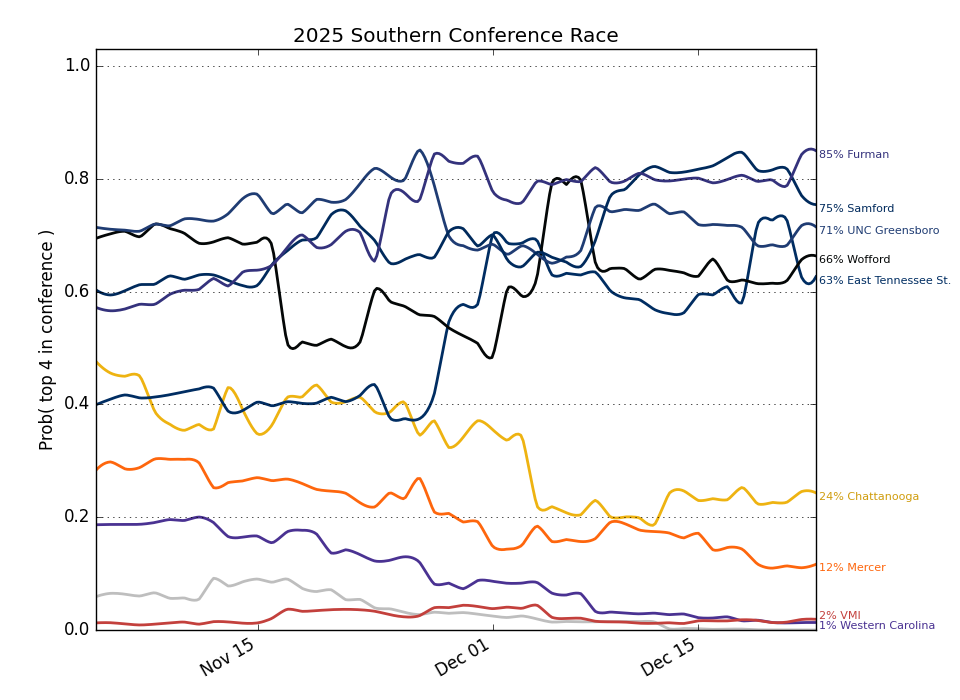 2025 Southern Conference Race
Prob( top 4 in conference )
1.0
0.8
0.6
0.4
0.2
0.0
Nov 15
Dec 01
Dec 15
85% Furman
75% Samford
71% UNC Greensboro
66% Wofford
63% East Tennessee St.
24% Chattanooga
12% Mercer
2% VMI
1% Western Carolina